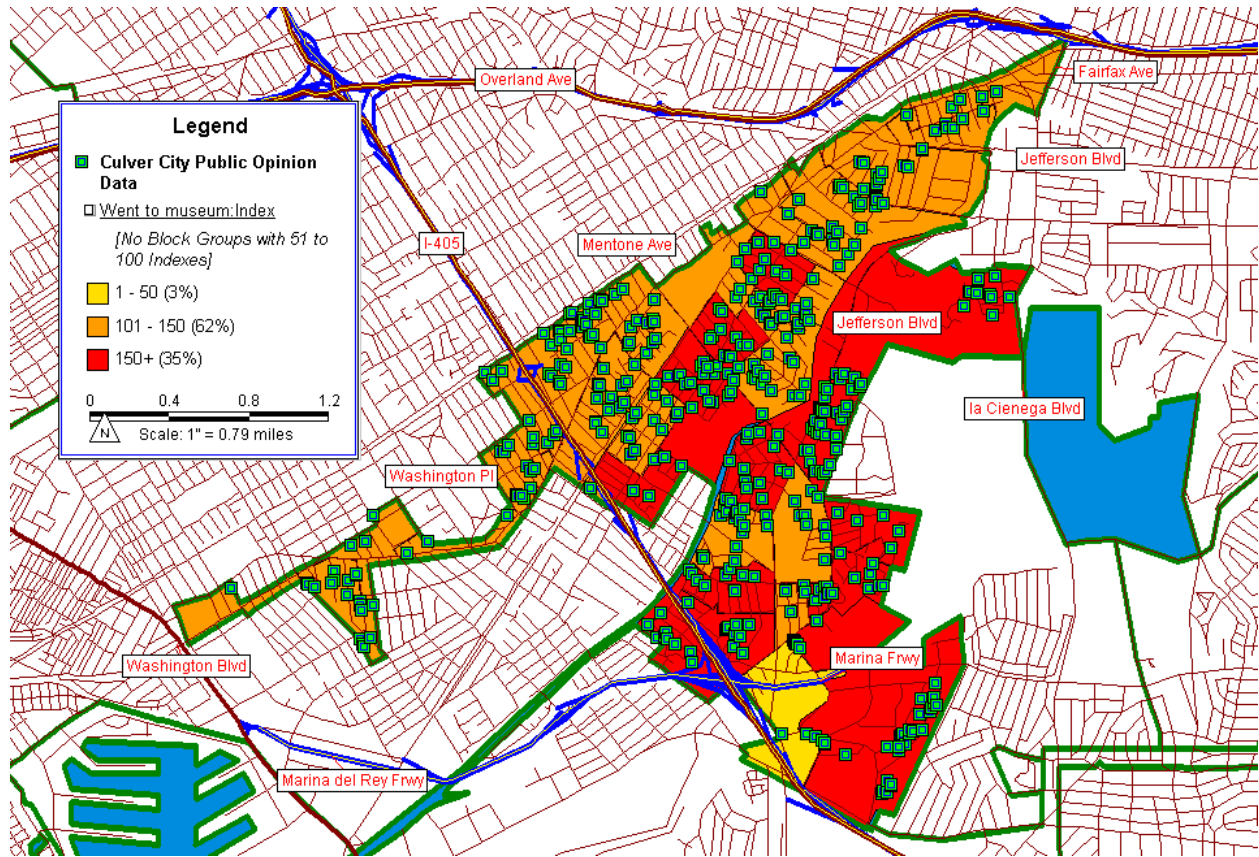 Overland Ave
Fairfax Ave
Legend
Culver City Public Opinion
Data
Went to museum:Index
[No Block Groups with 51 to
100 Indexes]
1 - 50 (3%)
101 - 150 (62%)
150+ (35%)
0 0.4 0.8 1.2
N
Scale: 1" = 0.79 miles
Jefferson Blvd
Mentone Ave
I-405
Jefferson Blvd
la Cienega Blvd
Washington Pl
Washington Blvd
Marina Frwy
Marina del Rey Frwy